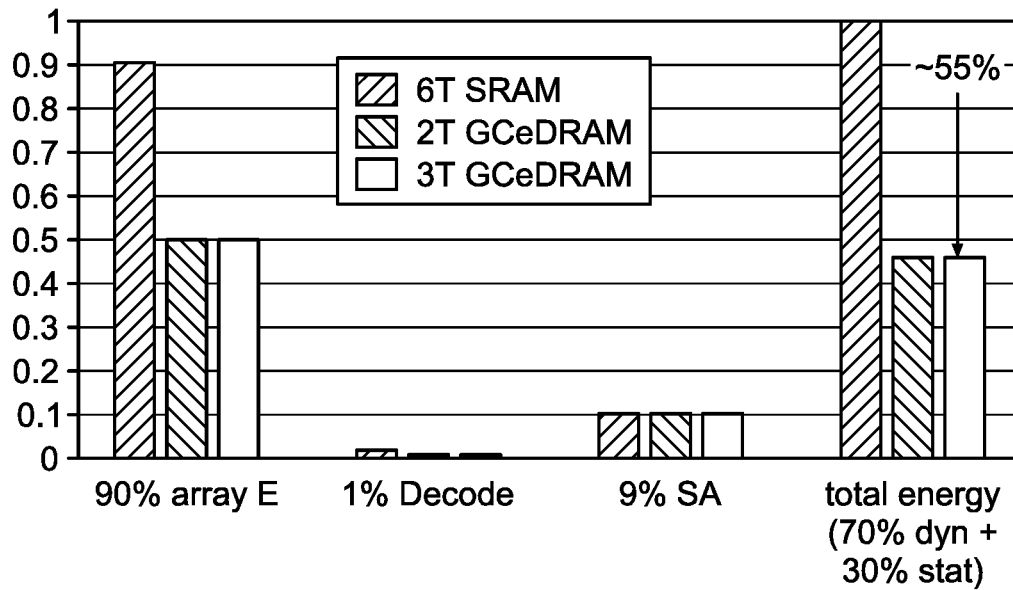 1
0.9
0.8
0.7
0.6
0.5
0.4
0.3
0.2
0.1
0
6T SRAM
2T GCeDRAM
3T GCeDRAM
~55%
90% array E
1% Decode
9% SA
total energy
(70% dyn +
30% stat)